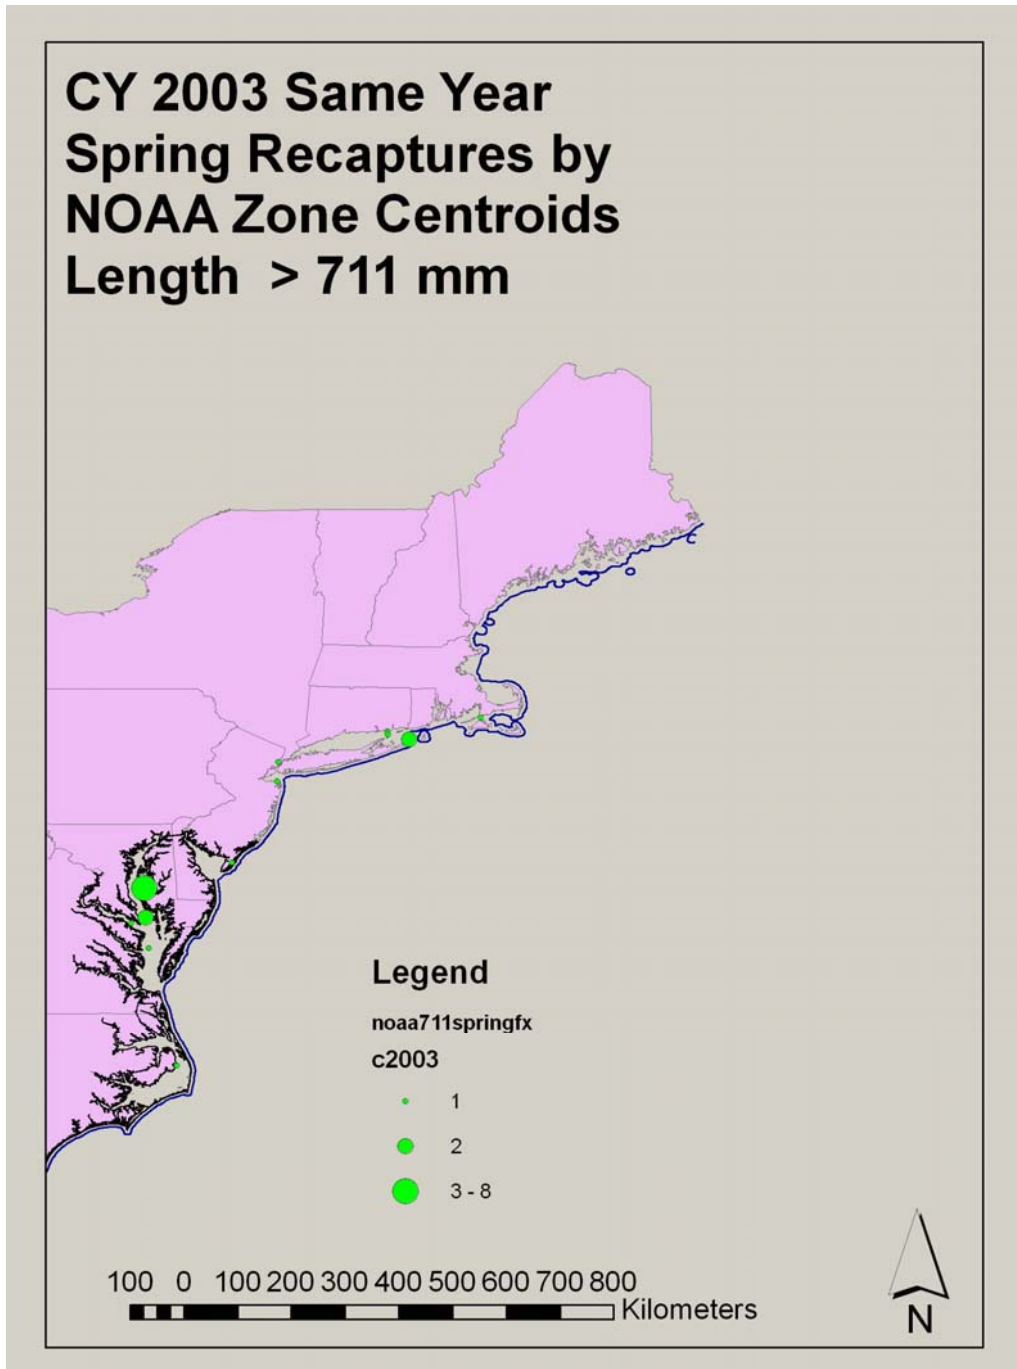 CY 2003 Same Year
Spring Recaptures by
NOAA Zone Centroids
Length > 711 mm
Legend
noaa711springfx
c2003
1
2
3 - 8
100 0 100 200 300 400 500 600 700 800
Kilometers
N